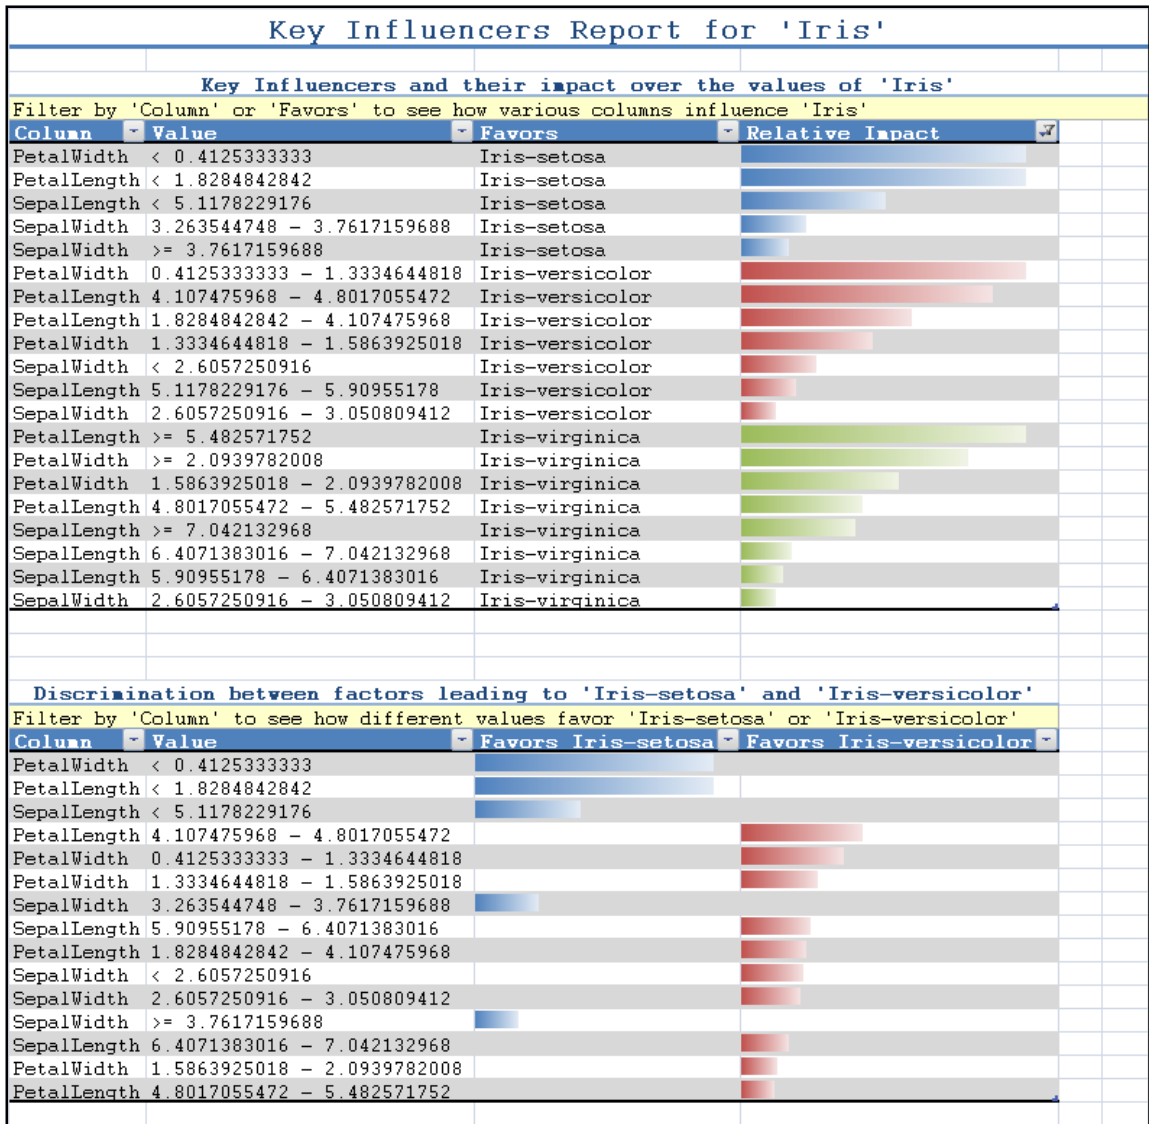 Key Influencers Report for 'Iris'
Key Influencers and their impact over the values of 'Iris'
Filter by 'Column' or 'Favors' to see how various columns influence 'Iris'
Column Value Favors Relative Impact
PetalWidth < 0.4125333333 Iris-setosa
PetalLength < 1.8284842842 Iris-setosa
SepalLength < 5.1178229176 Iris-setosa
SepalWidth 3.263544748 - 3.7617159688 Iris-setosa
SepalWidth >= 3.7617159688 Iris-setosa
PetalWidth 0.4125333333 - 1.3334644818 Iris-versicolor
PetalLength 4.107475968 - 4.8017055472 Iris-versicolor
PetalLength 1.8284842842 - 4.107475968 Iris-versicolor
PetalWidth 1.3334644818 - 1.5863925018 Iris-versicolor
SepalWidth < 2.6057250916 Iris-versicolor
SepalLength 5.1178229176 - 5.90955178 Iris-versicolor
SepalWidth 2.6057250916 - 3.050809412 Iris-versicolor
PetalLength >= 5.482571752 Iris-virginica
PetalWidth >= 2.0939782008 Iris-virginica
PetalWidth 1.5863925018 - 2.0939782008 Iris-virginica
PetalLength 4.8017055472 - 5.482571752 Iris-virginica
SepalLength >= 7.042132968 Iris-virginica
SepalLength 6.4071383016 - 7.042132968 Iris-virginica
SepalLength 5.90955178 - 6.4071383016 Iris-virginica
SepalWidth 2.6057250916 - 3.050809412 Iris-virginica
Discrimination between factors leading to 'Iris-setosa' and 'Iris-versicolor'
Filter by 'Column' to see how different values favor 'Iris-setosa' or 'Iris-versicolor'
Column Value Favors Iris-setosa Favors Iris-versicolor
PetalWidth < 0.4125333333
PetalLength < 1.8284842842
SepalLength < 5.1178229176
PetalLength 4.107475968 - 4.8017055472
PetalWidth 0.4125333333 - 1.3334644818
PetalWidth 1.3334644818 - 1.5863925018
SepalWidth 3.263544748 - 3.7617159688
SepalLength 5.90955178 - 6.4071383016
PetalLength 1.8284842842 - 4.107475968
SepalWidth < 2.6057250916
SepalWidth 2.6057250916 - 3.050809412
SepalWidth >= 3.7617159688
SepalLength 6.4071383016 - 7.042132968
PetalWidth 1.5863925018 - 2.0939782008
PetalLength 4.8017055472 - 5.482571752